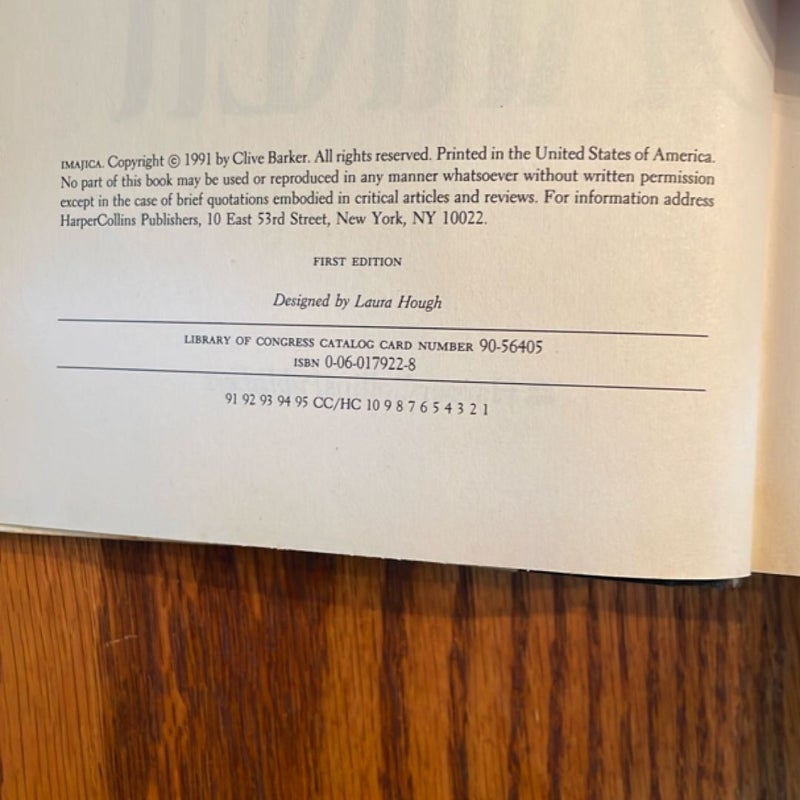 IMAJICA. Copyright © 1991 by Clive Barker. All rights reserved. Printed in the United States of America.
No part of this book may be used or reproduced in any manner whatsoever without written permission
except in the case of brief quotations embodied in critical articles and reviews. For information address
HarperCollins Publishers, 10 East 53rd Street, New York, NY 10022.
FIRST EDITION
Designed by Laura Hough
LIBRARY OF CONGRESS CATALOG CARD NUMBER 90-56405
ISBN 0-06-017922-8
91 92 93 94 95 CC/HC 10 9 8 7 6 5 4 3 2 1